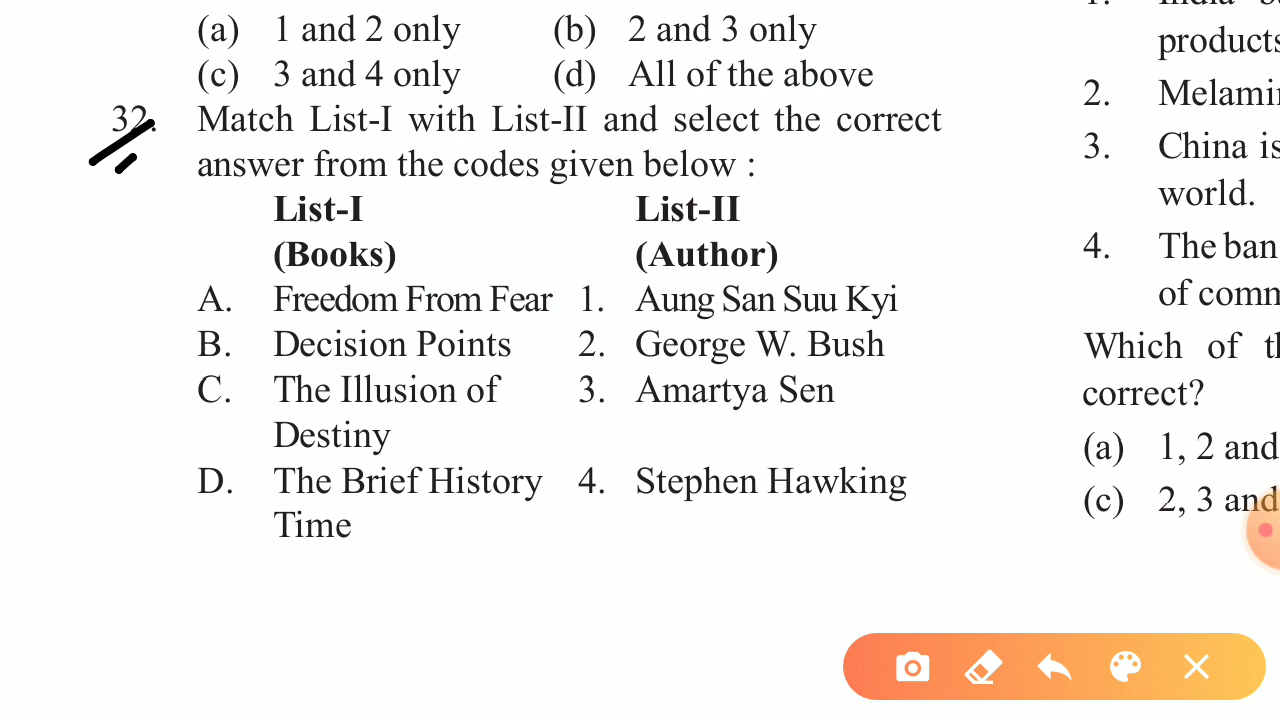 (a) 1 and 2 only (b) 2 and 3 only
(c) 3 and 4 only (d) All of the above
32. Match List-I with List-II and select the correct
answer from the codes given below :
List-I List-II
(Books) (Author)
A. Freedom From Fear 1. Aung San Suu Kyi
B. Decision Points 2. George W. Bush
C. The Illusion of 3. Amartya Sen
Destiny
D. The Brief History 4. Stephen Hawking
Time
products
2.
3. China is
world.
4. The ban
of comm
Which of th
correct?
(a) 1, 2 and
(c) 2, 3 and